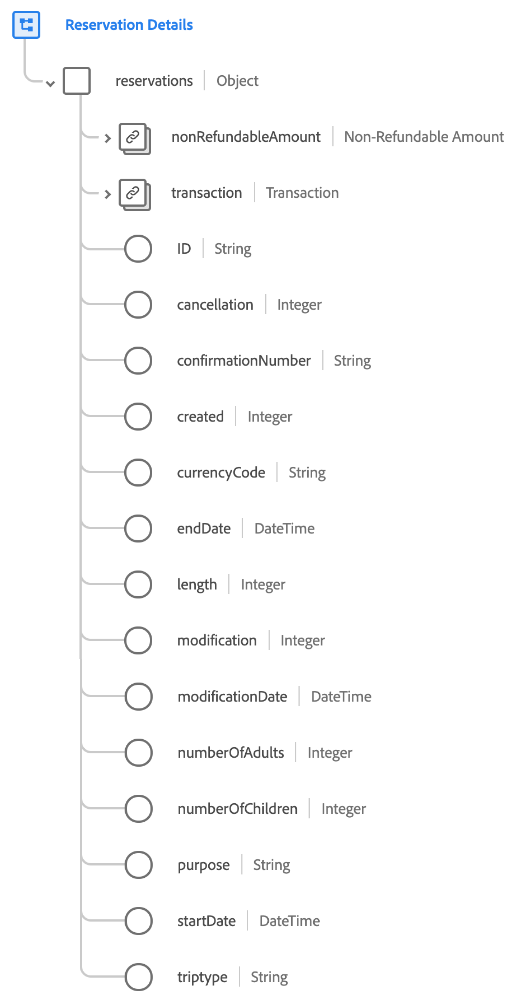 Reservation Details
reservations | Object
nonRefundableAmount | Non-Refundable Amount
transaction | Transaction
ID | String
cancellation | Integer
confirmationNumber | String
created | Integer
currencyCode | String
endDate | DateTime
length | Integer
modification | Integer
modificationDate | DateTime
numberOfAdults | Integer
numberOfChildren | Integer
purpose | String
startDate | DateTime
triptype | String